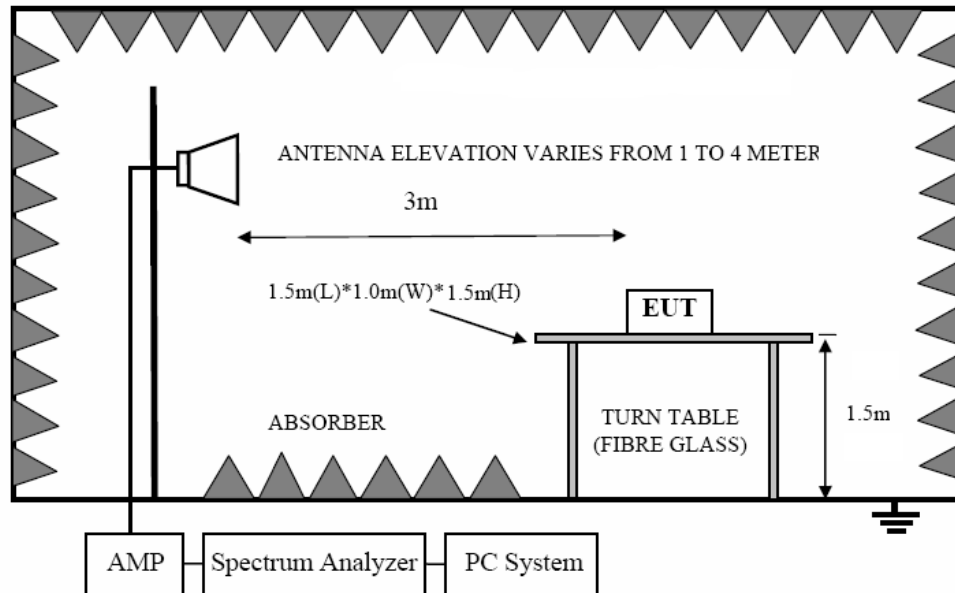 ANTENNA ELEVATION VARIES FROM 1 TO 4 METER
3m
1.5m(L)*1.0m(W)*1.5m(H)
EUT
1.5m
ABSORBER
TURN TABLE
(FIBRE GLASS)
AMP
Spectrum Analyzer
PC System